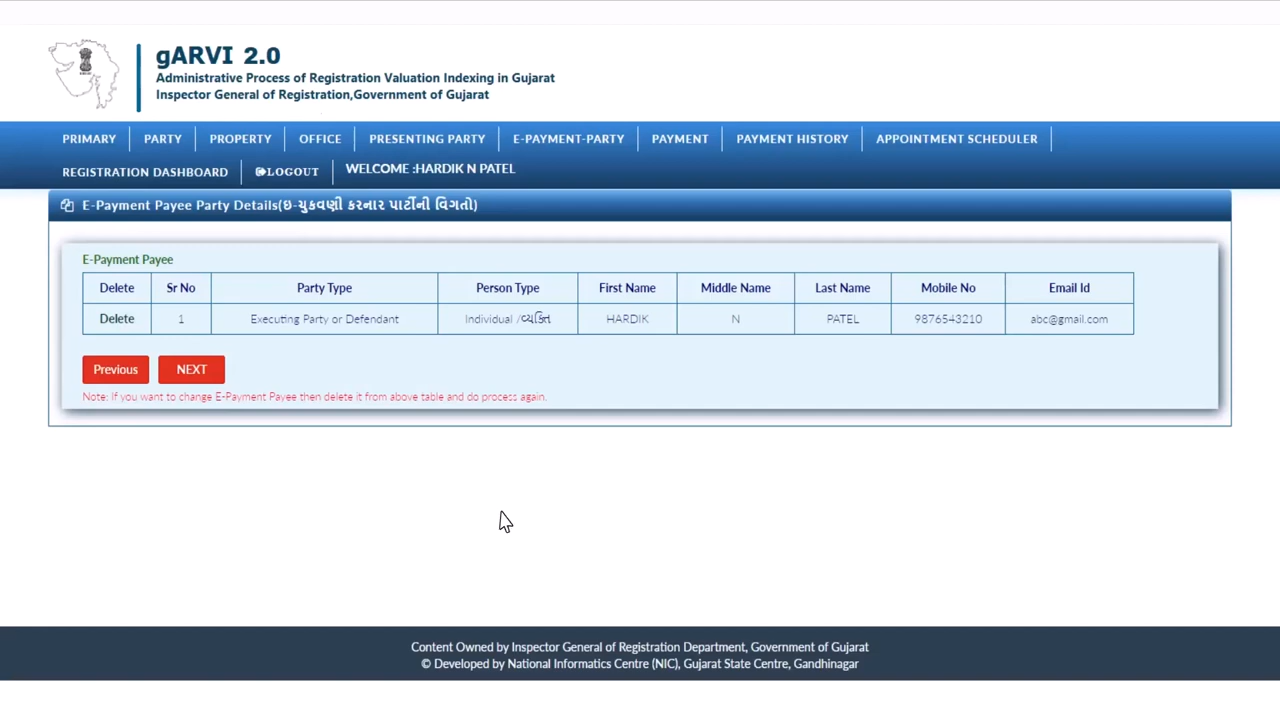 gARVI 2.0
Administrative Process of Registration Valuation Indexing in Gujarat
Inspector General of Registration,Government of Gujarat
PRIMARY PARTY PROPERTY OFFICE PRESENTING PARTY E-PAYMENT-PARTY PAYMENT PAYMENT HISTORY APPOINTMENT SCHEDULER
REGISTRATION DASHBOARD LOGOUT WELCOME :HARDIK N PATEL
E-Payment Payee Party Details(ઇ-ચુકવણી કરનાર પાર્ટીની વિગતો)
E-Payment Payee
Delete Sr No Party Type Person Type First Name Middle Name Last Name Mobile No Email Id
Delete 1 Executing Party or Defendant Individual /વ્યક્તિ HARDIK N PATEL 9876543210 abc@gmail.com
Previous NEXT
Note: If you want to change E-Payment Payee then delete it from above table and do process again.
Content Owned by Inspector General of Registration Department, Government of Gujarat
© Developed by National Informatics Centre (NIC), Gujarat State Centre, Gandhinagar